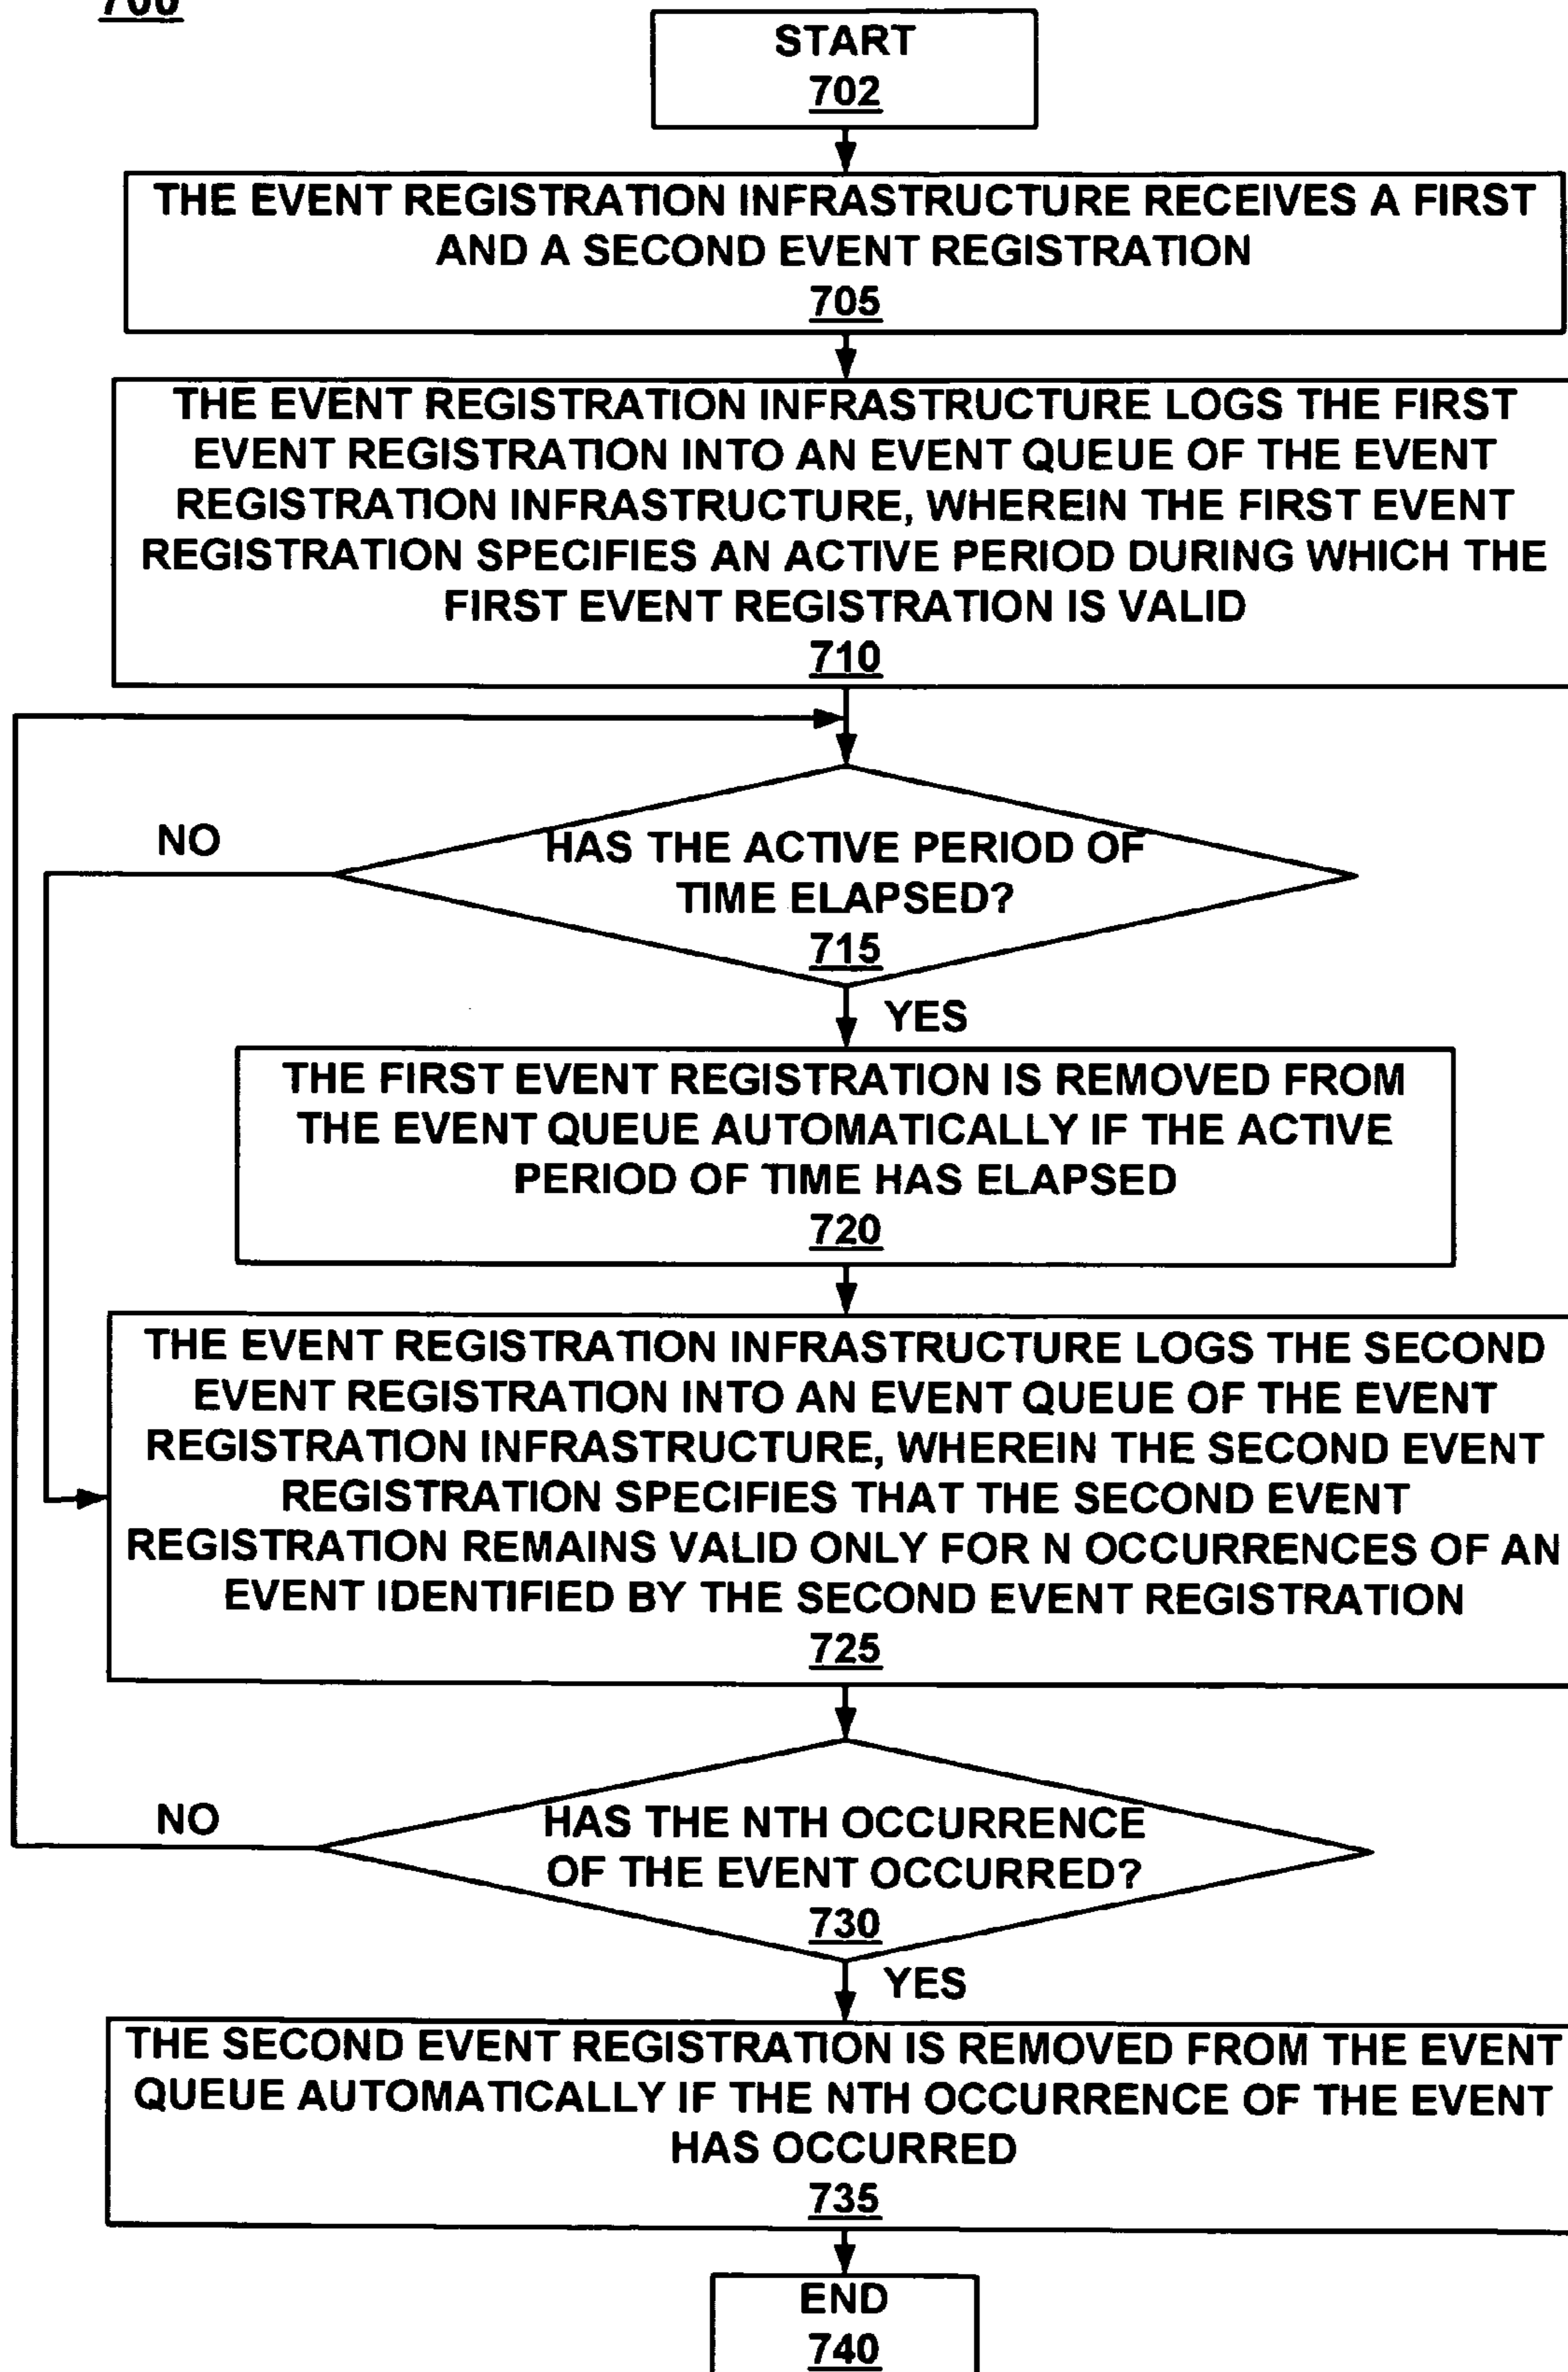 700
START
702
THE EVENT REGISTRATION INFRASTRUCTURE RECEIVES A FIRST
AND A SECOND EVENT REGISTRATION
705
THE EVENT REGISTRATION INFRASTRUCTURE LOGS THE FIRST
EVENT REGISTRATION INTO AN EVENT QUEUE OF THE EVENT
REGISTRATION INFRASTRUCTURE, WHEREIN THE FIRST EVENT
REGISTRATION SPECIFIES AN ACTIVE PERIOD DURING WHICH THE
FIRST EVENT REGISTRATION IS VALID
710
NO
HAS THE ACTIVE PERIOD OF
TIME ELAPSED?
715
YES
THE FIRST EVENT REGISTRATION IS REMOVED FROM
THE EVENT QUEUE AUTOMATICALLY IF THE ACTIVE
PERIOD OF TIME HAS ELAPSED
720
THE EVENT REGISTRATION INFRASTRUCTURE LOGS THE SECOND
EVENT REGISTRATION INTO AN EVENT QUEUE OF THE EVENT
REGISTRATION INFRASTRUCTURE, WHEREIN THE SECOND EVENT
REGISTRATION SPECIFIES THAT THE SECOND EVENT
REGISTRATION REMAINS VALID ONLY FOR N OCCURRENCES OF AN
EVENT IDENTIFIED BY THE SECOND EVENT REGISTRATION
725
NO
HAS THE NTH OCCURRENCE
OF THE EVENT OCCURRED?
730
YES
THE SECOND EVENT REGISTRATION IS REMOVED FROM THE EVENT
QUEUE AUTOMATICALLY IF THE NTH OCCURRENCE OF THE EVENT
HAS OCCURRED
735
END
740